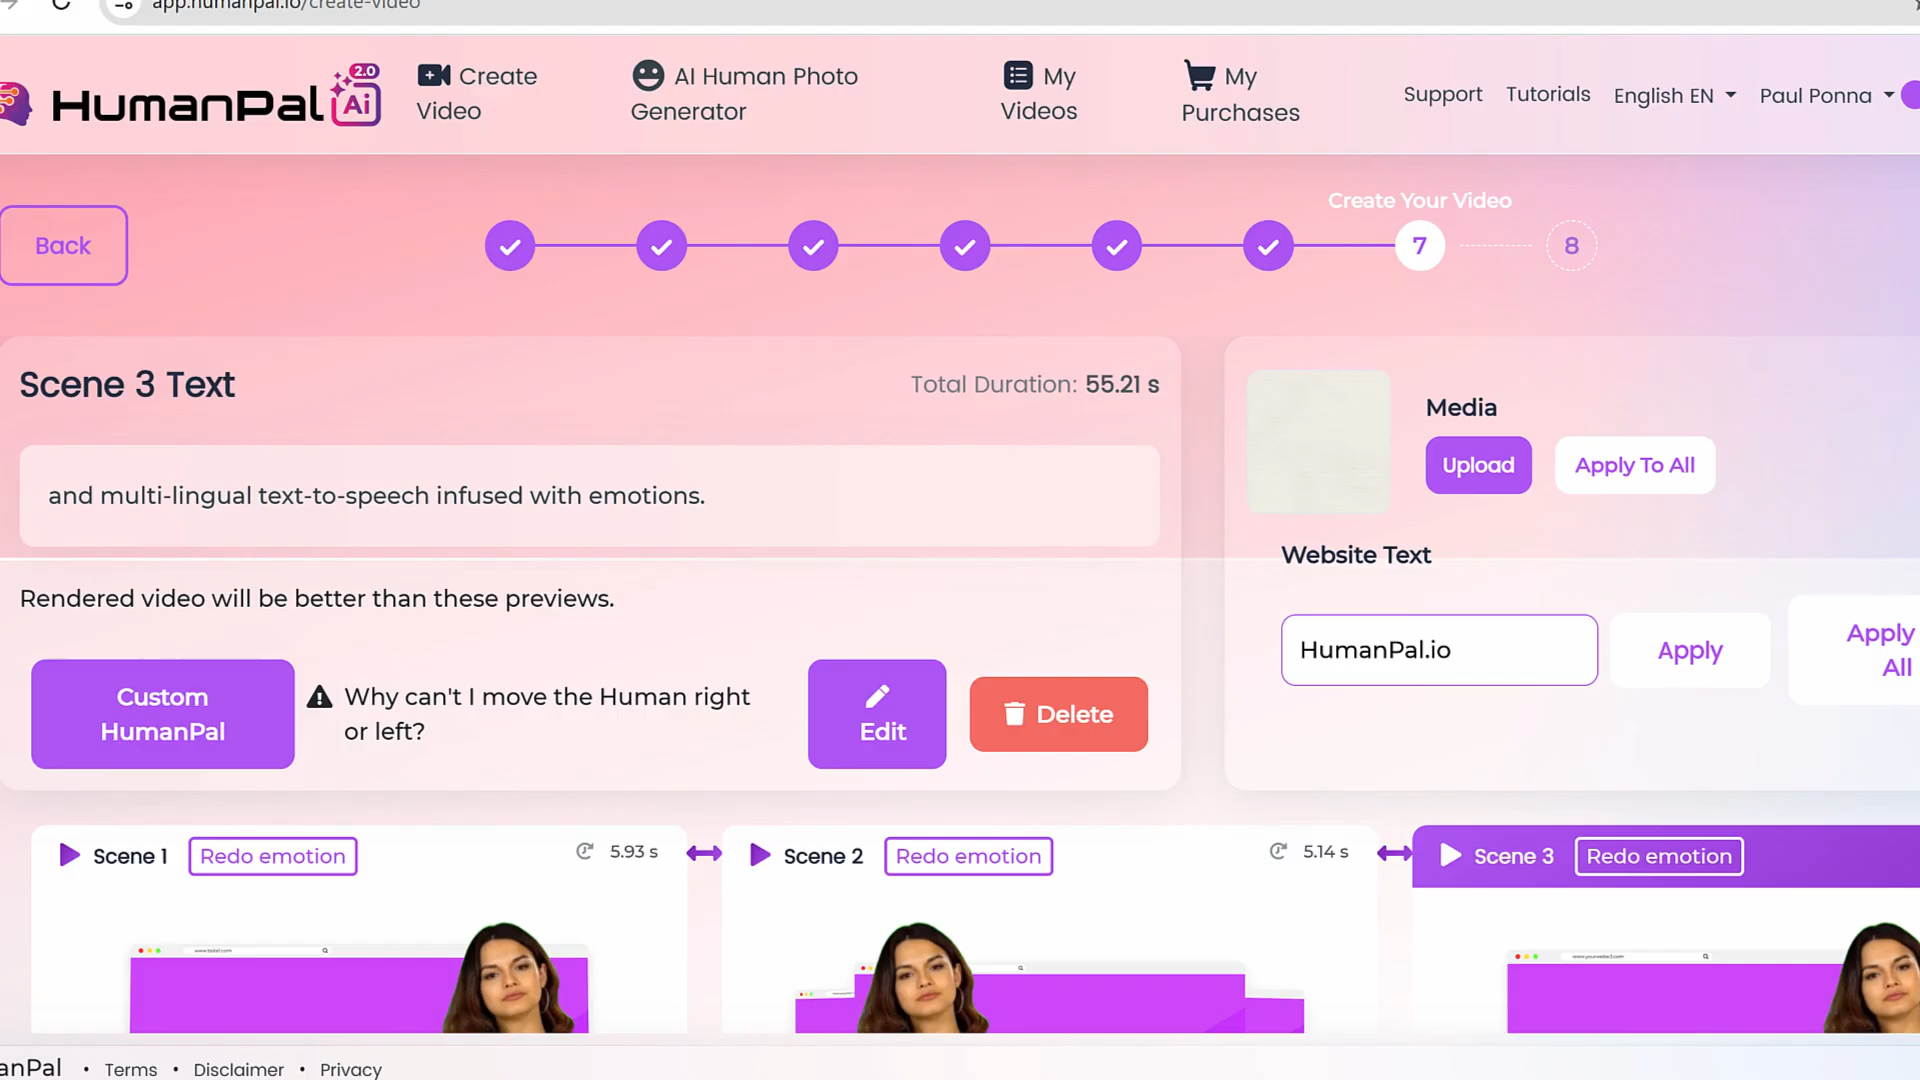 app.humanpal.io/create-video
HumanPal Ai 2.0
Create
Video
AI Human Photo
Generator
My
Videos
My
Purchases
Support
Tutorials
English EN
Paul Ponna
Back
Create Your Video
7
8
Scene 3 Text
Total Duration: 55.21 s
and multi-lingual text-to-speech infused with emotions.
Rendered video will be better than these previews.
Custom
HumanPal
Why can't I move the Human right
or left?
Edit
Delete
Media
Upload
Apply To All
Website Text
HumanPal.io
Apply
Apply
All
Scene 1
Redo emotion
5.93 s
Scene 2
Redo emotion
5.14 s
Scene 3
Redo emotion
anPal • Terms • Disclaimer • Privacy